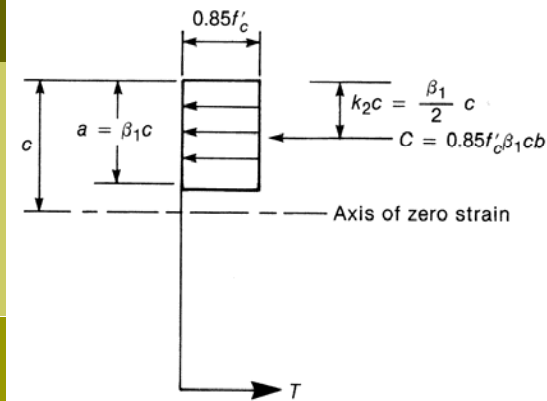 0.85f′c
k₂c = β₁/2 c
a = β₁c
c
C = 0.85f′cβ₁cb
Axis of zero strain
T